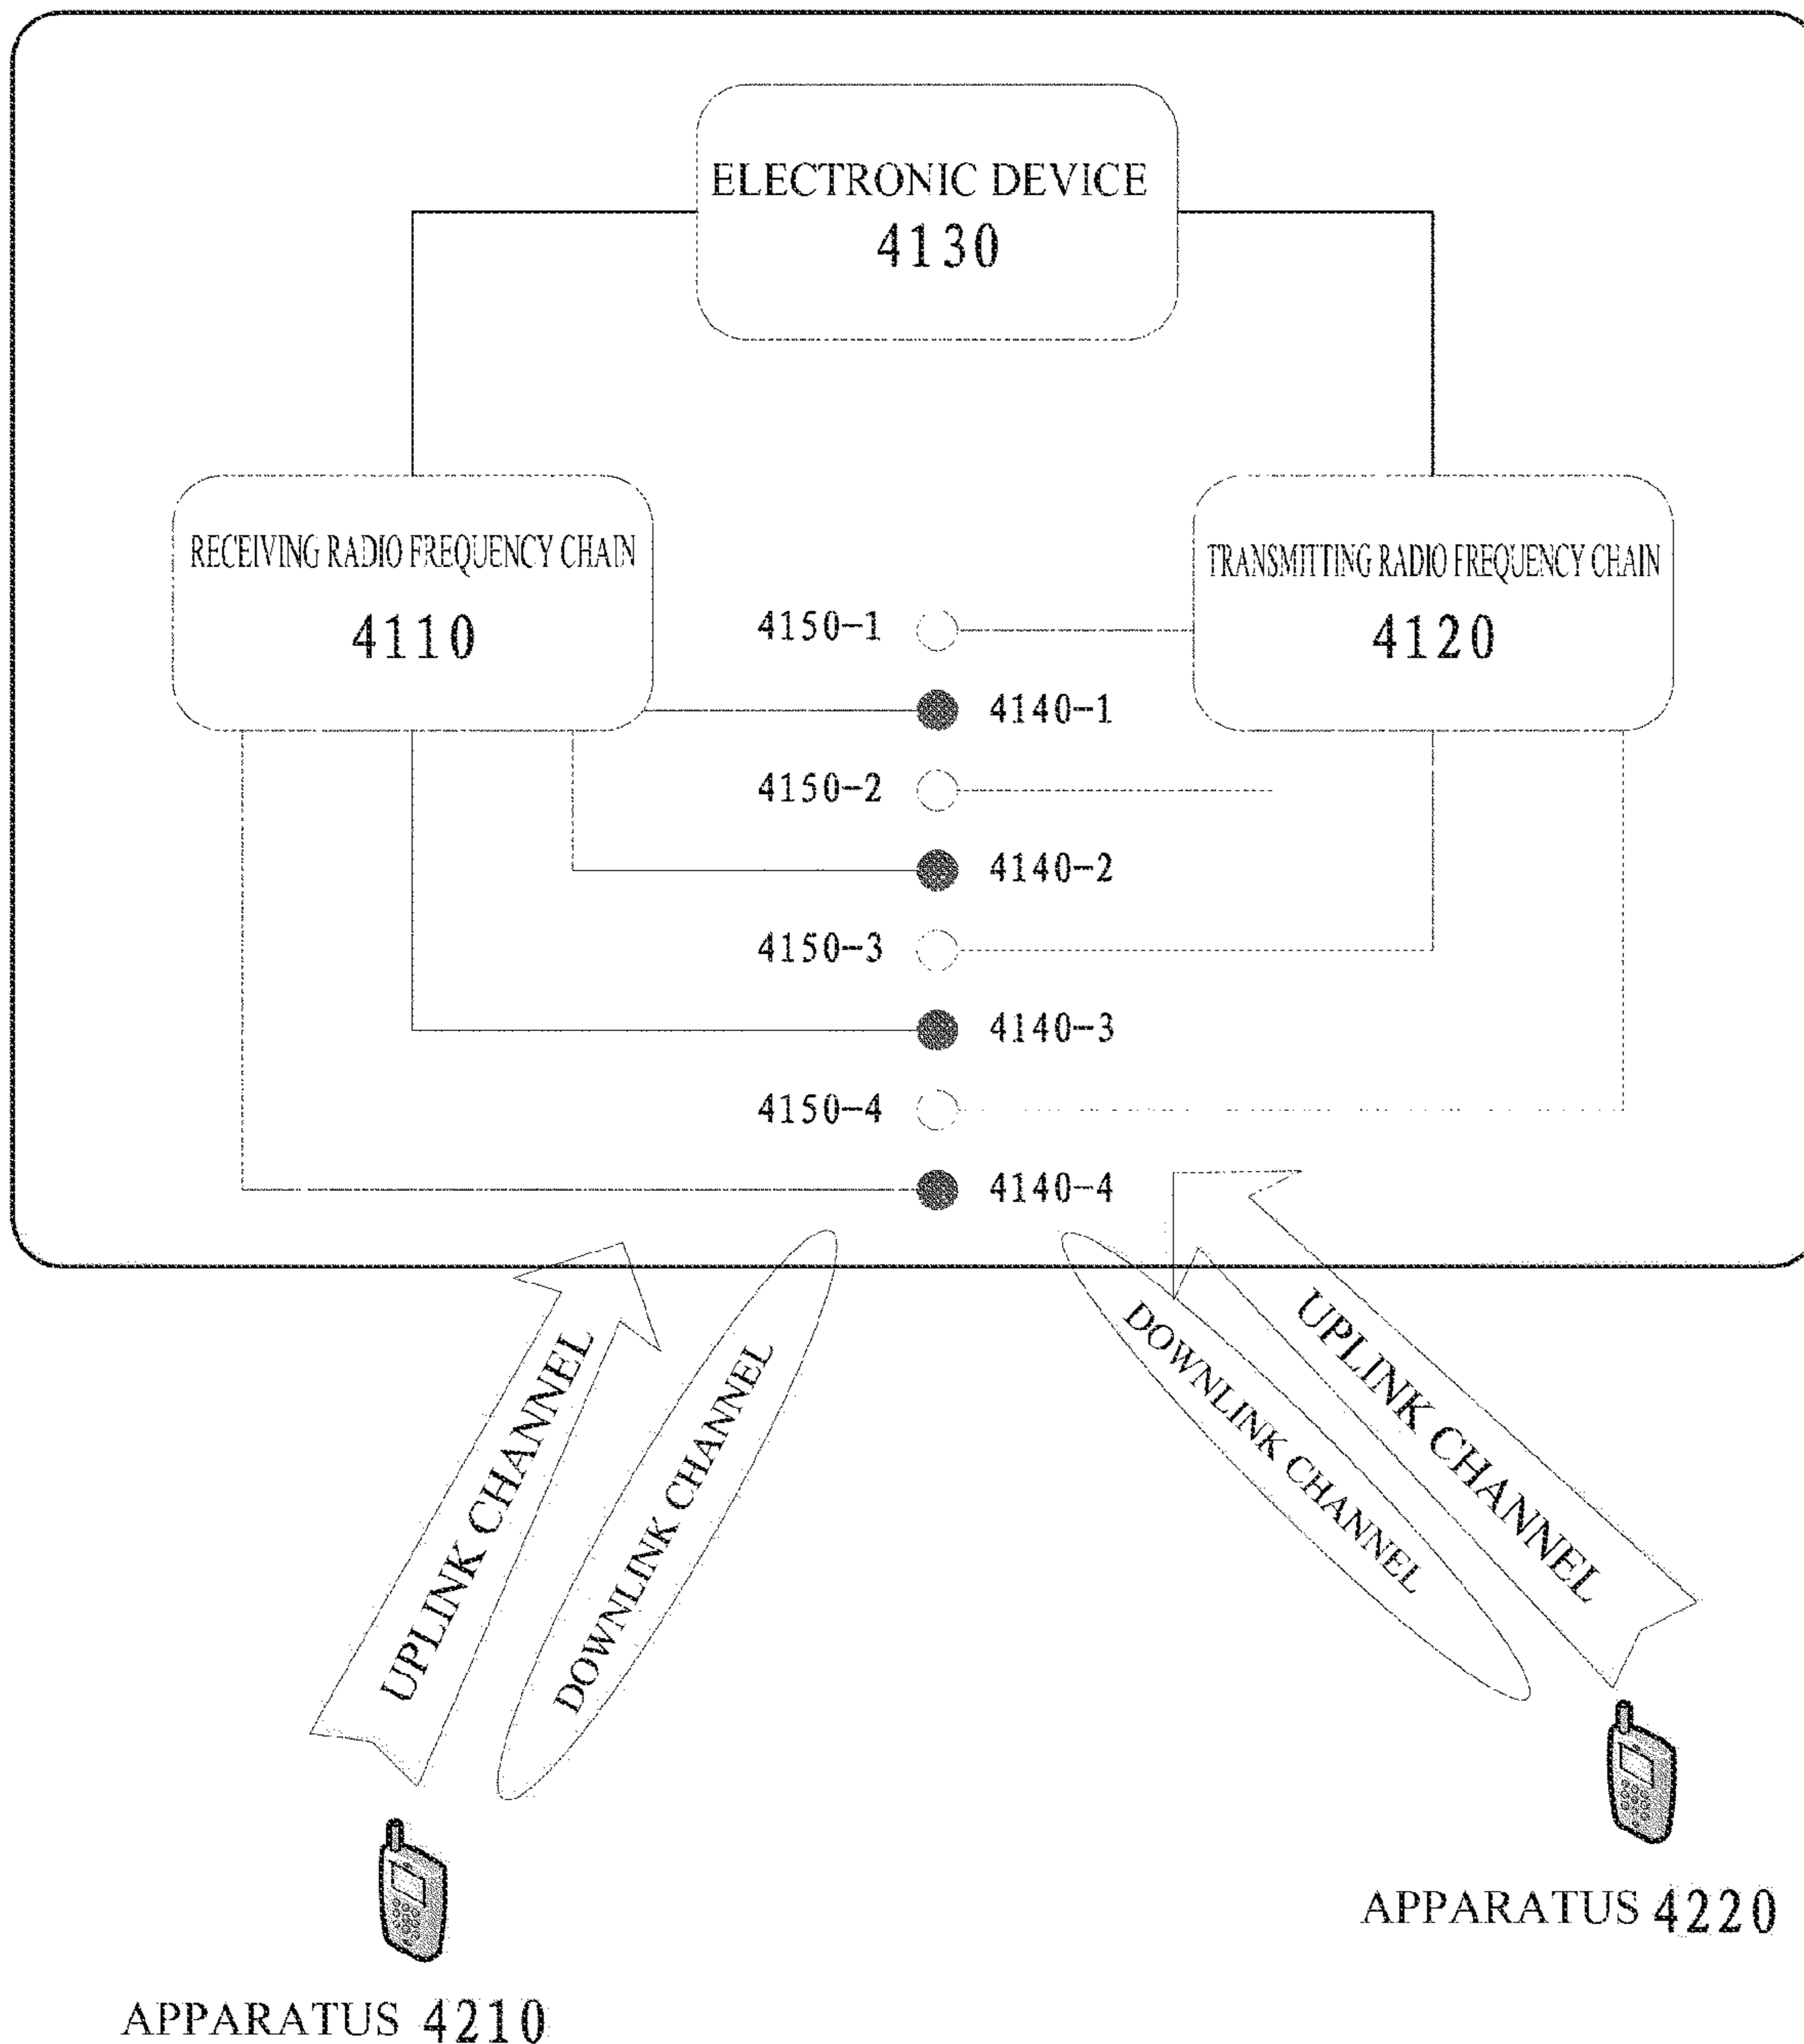 ELECTRONIC DEVICE
4130
RECEIVING RADIO FREQUENCY CHAIN
4110
TRANSMITTING RADIO FREQUENCY CHAIN
4120
4150-1
4140-1
4150-2
4140-2
4150-3
4140-3
4150-4
4140-4
UPLINK CHANNEL
DOWNLINK CHANNEL
DOWNLINK CHANNEL
UPLINK CHANNEL
APPARATUS 4220
APPARATUS 4210